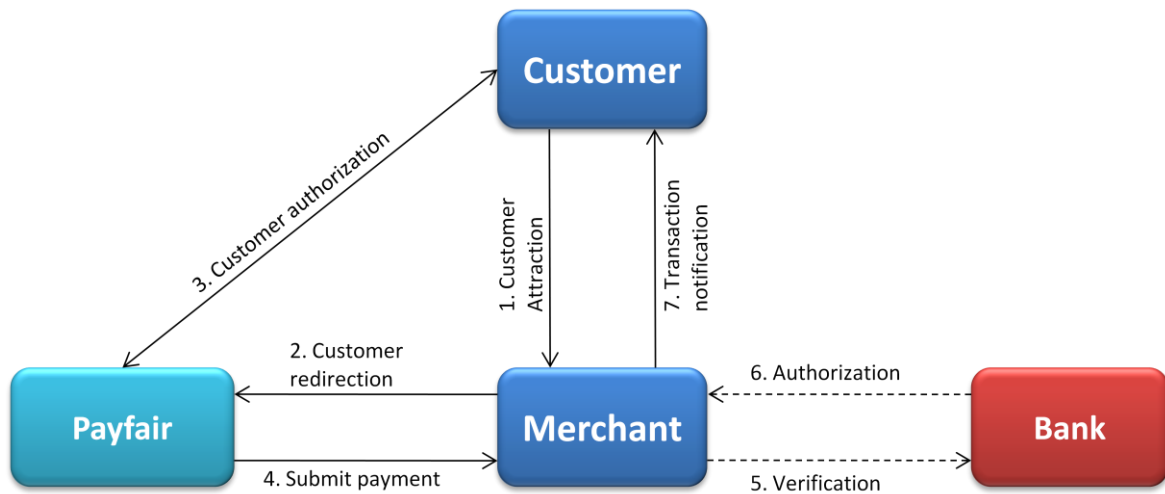 Customer
3. Customer authorization
1. Customer
Attraction
7. Transaction
notification
2. Customer
redirection
6. Authorization
Payfair
Merchant
Bank
4. Submit payment
5. Verification